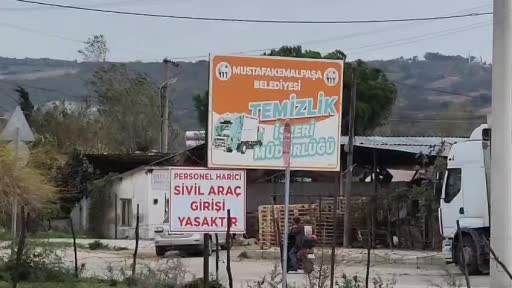 MUSTAFAKEMALPAŞA
BELEDİYESİ
TEMİZLİK
İŞLERİ
MÜDÜRLÜĞÜ
PERSONEL HARİCİ
SİVİL ARAÇ
GİRİŞİ
YASAKTIR